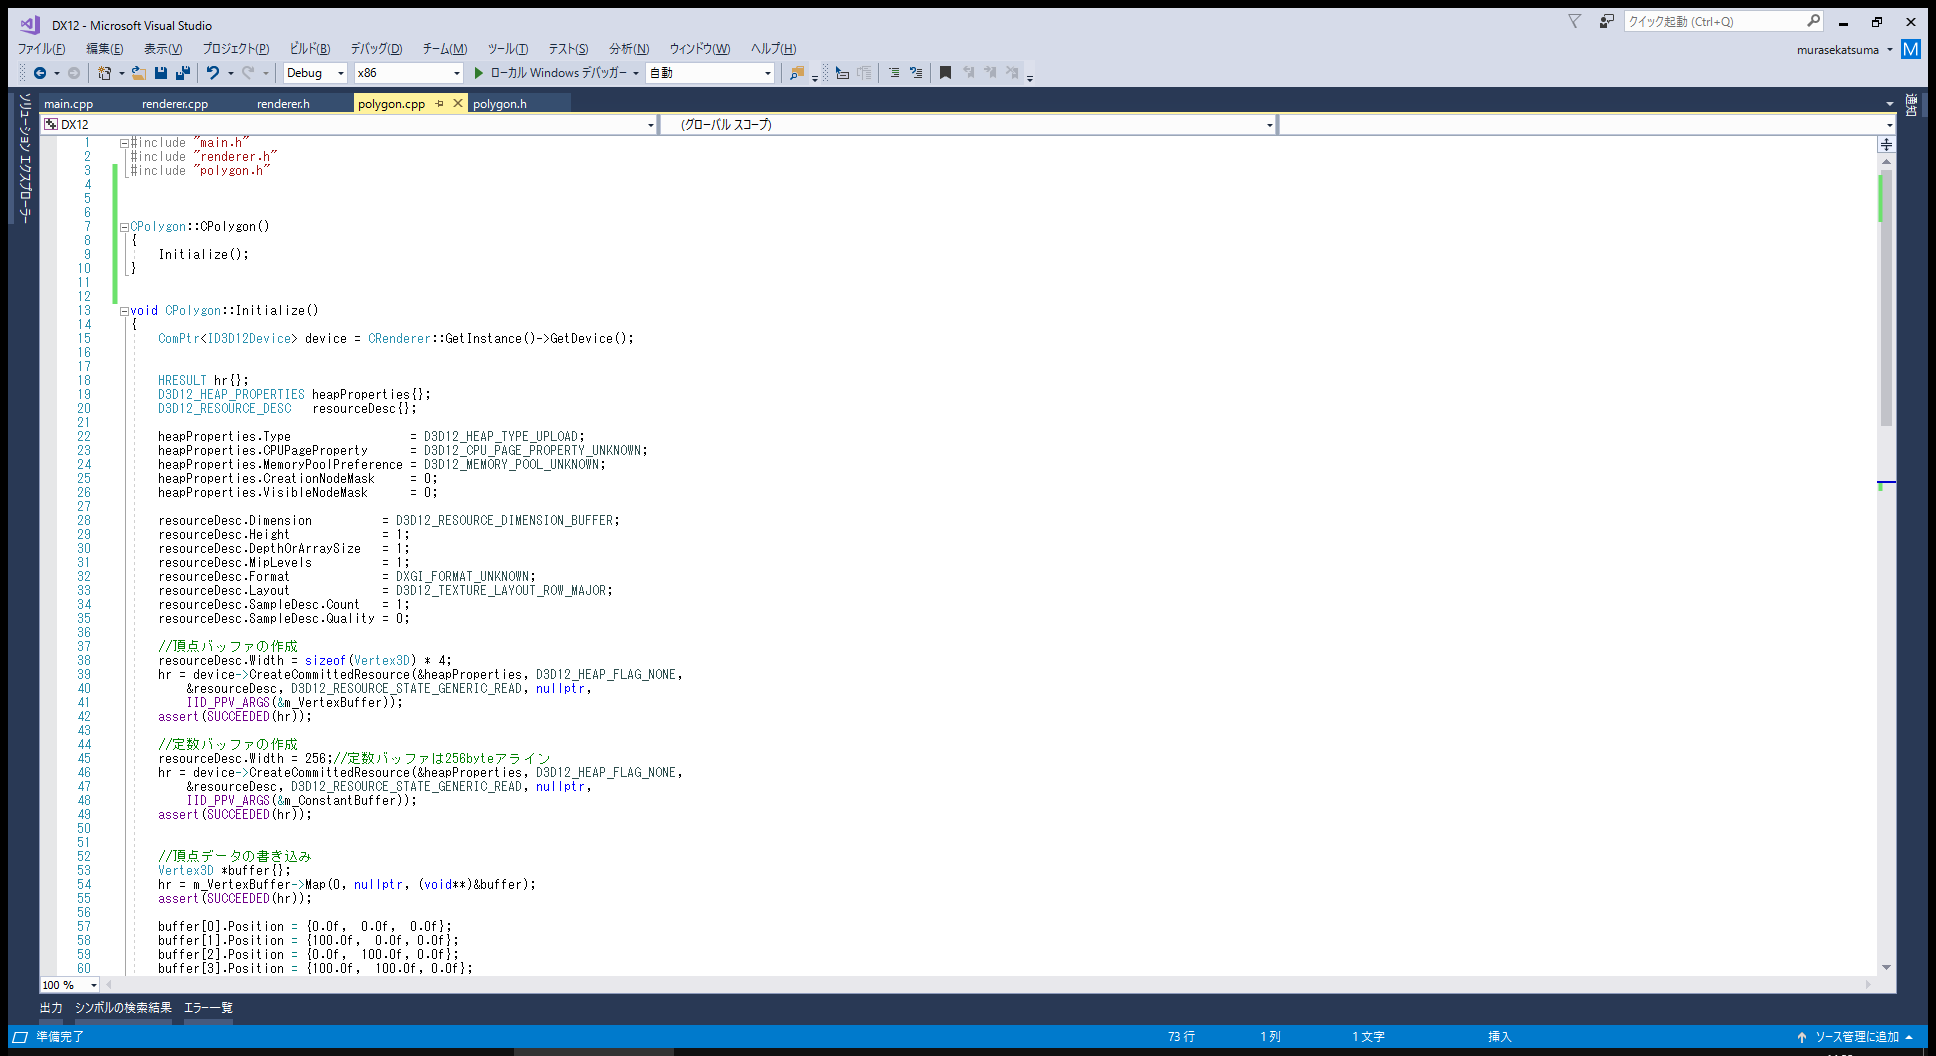 DX12 - Microsoft Visual Studio
クイック起動 (Ctrl+Q)
ファイル(F) 編集(E) 表示(V) プロジェクト(P) ビルド(B) デバッグ(D) チーム(M) ツール(T) テスト(S) 分析(N) ウィンドウ(W) ヘルプ(H)
murasekatsuma M
Debug x86 ローカル Windows デバッガー 自動
ソリューション エクスプローラー
通知
main.cpp renderer.cpp renderer.h polygon.cpp polygon.h
DX12 (グローバル スコープ)
1 #include "main.h"
2 #include "renderer.h"
3 #include "polygon.h"
4
5
6
7 CPolygon::CPolygon()
8 {
9 Initialize();
10 }
11
12
13 void CPolygon::Initialize()
14 {
15 ComPtr<ID3D12Device> device = CRenderer::GetInstance()->GetDevice();
16
17
18 HRESULT hr{};
19 D3D12_HEAP_PROPERTIES heapProperties{};
20 D3D12_RESOURCE_DESC resourceDesc{};
21
22 heapProperties.Type = D3D12_HEAP_TYPE_UPLOAD;
23 heapProperties.CPUPageProperty = D3D12_CPU_PAGE_PROPERTY_UNKNOWN;
24 heapProperties.MemoryPoolPreference = D3D12_MEMORY_POOL_UNKNOWN;
25 heapProperties.CreationNodeMask = 0;
26 heapProperties.VisibleNodeMask = 0;
27
28 resourceDesc.Dimension = D3D12_RESOURCE_DIMENSION_BUFFER;
29 resourceDesc.Height = 1;
30 resourceDesc.DepthOrArraySize = 1;
31 resourceDesc.MipLevels = 1;
32 resourceDesc.Format = DXGI_FORMAT_UNKNOWN;
33 resourceDesc.Layout = D3D12_TEXTURE_LAYOUT_ROW_MAJOR;
34 resourceDesc.SampleDesc.Count = 1;
35 resourceDesc.SampleDesc.Quality = 0;
36
37 //頂点バッファの作成
38 resourceDesc.Width = sizeof(Vertex3D) * 4;
39 hr = device->CreateCommittedResource(&heapProperties, D3D12_HEAP_FLAG_NONE,
40 &resourceDesc, D3D12_RESOURCE_STATE_GENERIC_READ, nullptr,
41 IID_PPV_ARGS(&m_VertexBuffer));
42 assert(SUCCEEDED(hr));
43
44 //定数バッファの作成
45 resourceDesc.Width = 256;//定数バッファは256byteアライン
46 hr = device->CreateCommittedResource(&heapProperties, D3D12_HEAP_FLAG_NONE,
47 &resourceDesc, D3D12_RESOURCE_STATE_GENERIC_READ, nullptr,
48 IID_PPV_ARGS(&m_ConstantBuffer));
49 assert(SUCCEEDED(hr));
50
51
52 //頂点データの書き込み
53 Vertex3D *buffer{};
54 hr = m_VertexBuffer->Map(0, nullptr, (void**)&buffer);
55 assert(SUCCEEDED(hr));
56
57 buffer[0].Position = {0.0f, 0.0f, 0.0f};
58 buffer[1].Position = {100.0f, 0.0f, 0.0f};
59 buffer[2].Position = {0.0f, 100.0f, 0.0f};
60 buffer[3].Position = {100.0f, 100.0f, 0.0f};
100 %
出力 シンボルの検索結果 エラー一覧
準備完了 73 行 1 列 1 文字 挿入 ソース管理に追加